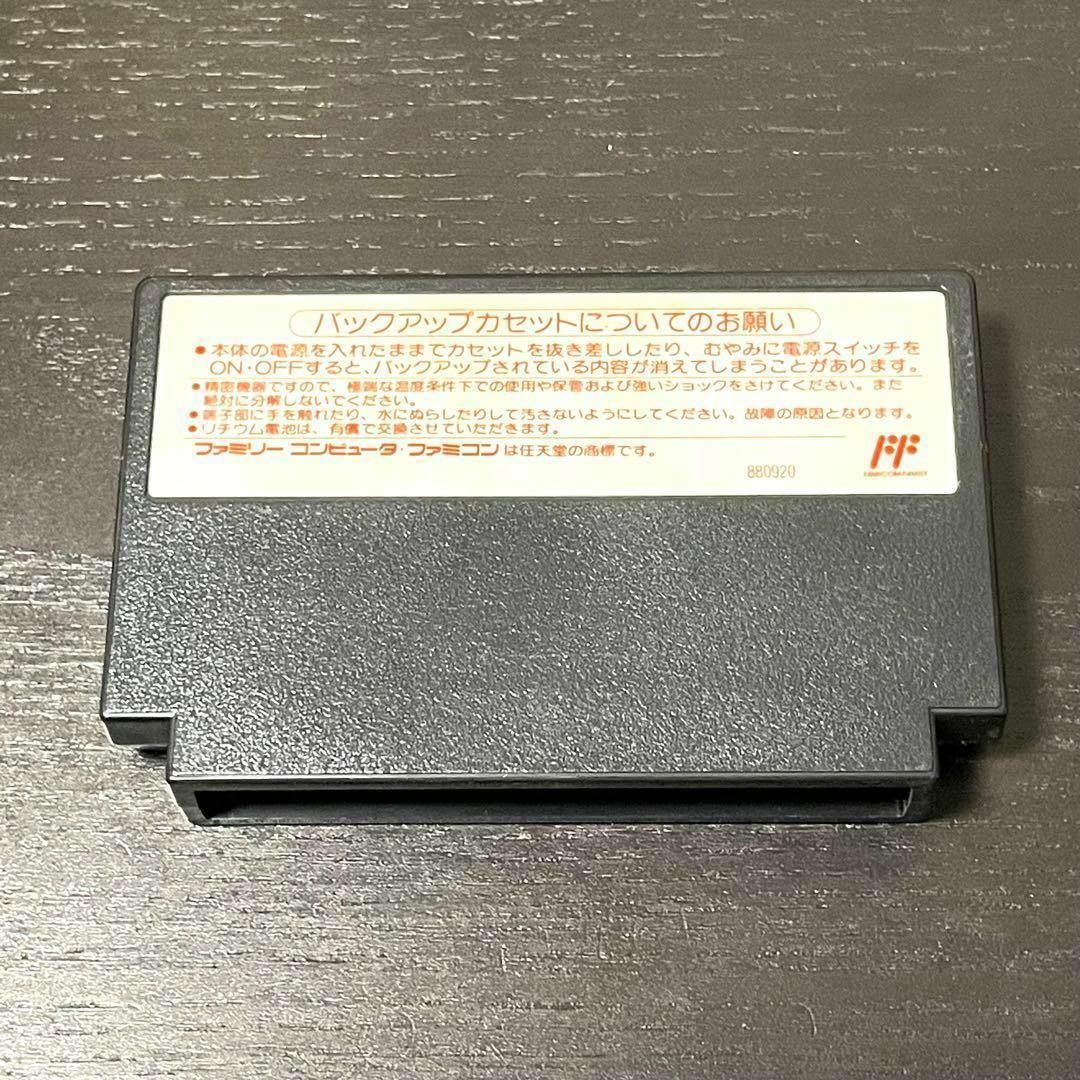 バックアップカセットについてのお願い
●本体の電源を入れたままでカセットを抜き差ししたり、むやみに電源スイッチを
ON・OFFすると、バックアップされている内容が消えてしまうことがあります。
●精密機器ですので、極端な温度条件下での使用や保管および強いショックをさけてください。また
絶対に分解しないでください。
●端子部に手を触れたり、水にぬらしたりして汚さないようにしてください。故障の原因となります。
●リチウム電池は、有償で交換させていただきます。
ファミリー コンピュータ・ファミコンは任天堂の商標です。
880920
FAMICOM FAMILY